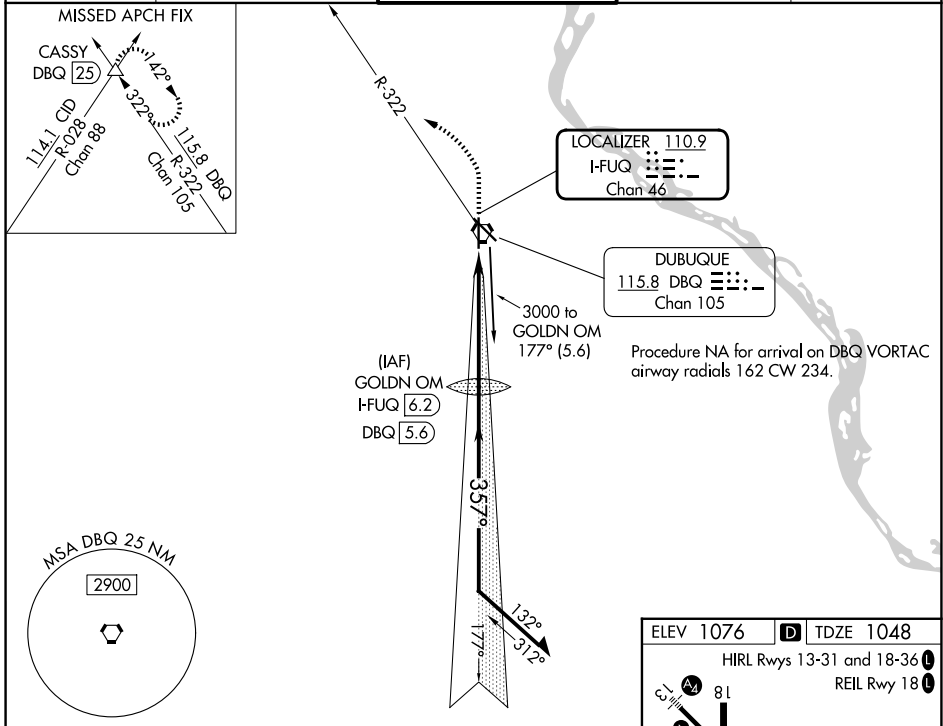 MISSED APCH FIX
CASSY
DBQ 25
142°
322°
114.1 CID
R-028
Chan 88
115.8 DBQ
R-322
Chan 105
R-322
LOCALIZER 110.9
I-FUQ
Chan 46
DUBUQUE
115.8 DBQ
Chan 105
3000 to
GOLDN OM
177° (5.6)
Procedure NA for arrival on DBQ VORTAC
airway radials 162 CW 234.
(IAF)
GOLDN OM
I-FUQ 6.2
DBQ 5.6
357°
MSA DBQ 25 NM
2900
132°
312°
177°
ELEV 1076 D TDZE 1048
HIRL Rwys 13-31 and 18-36 L
REIL Rwy 18 L
13
A4
18